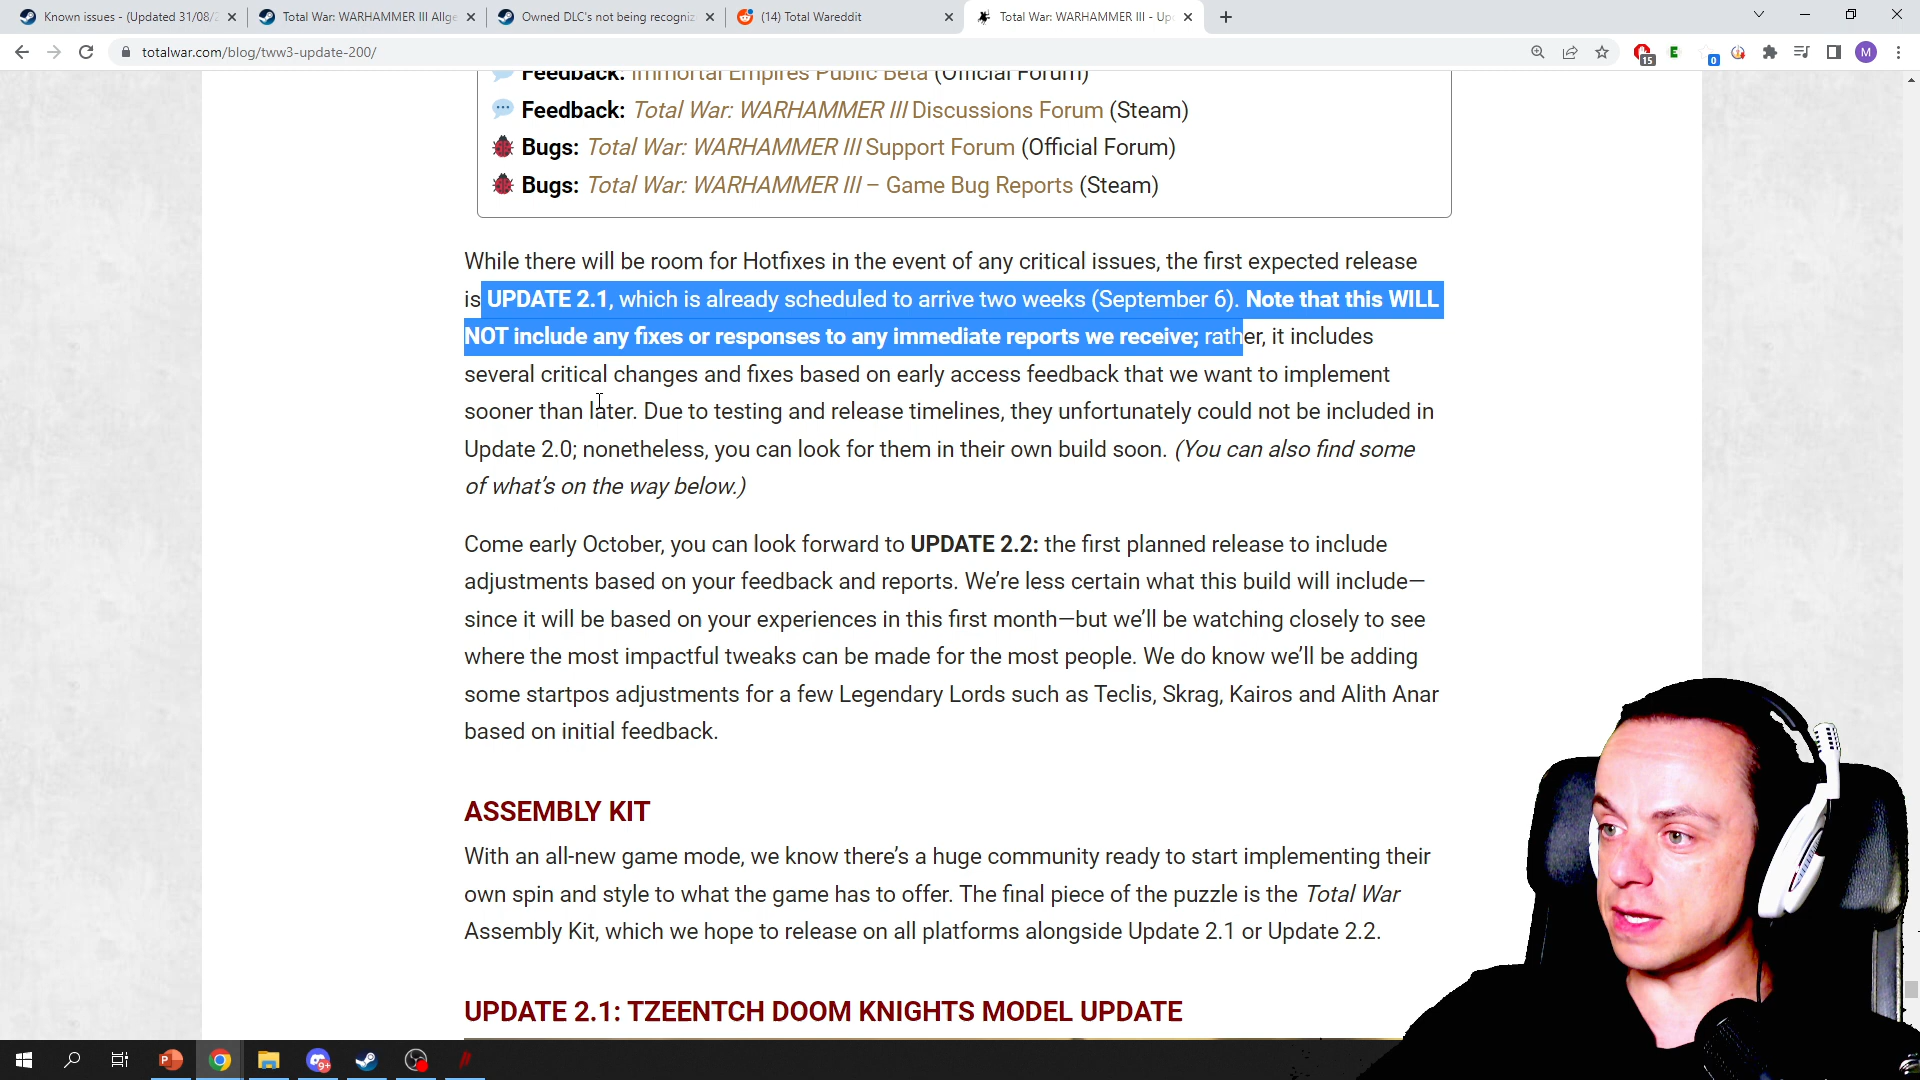 Known issues - (Updated 31/08/2
Total War: WARHAMMER III Allge
Owned DLC's not being recogniz
(14) Total Wareddit
Total War: WARHAMMER III - Up
totalwar.com/blog/tww3-update-200/
15
0
M
Feedback: Immortal Empires Public Beta (Official Forum)
Feedback: Total War: WARHAMMER III Discussions Forum (Steam)
Bugs: Total War: WARHAMMER III Support Forum (Official Forum)
Bugs: Total War: WARHAMMER III – Game Bug Reports (Steam)
While there will be room for Hotfixes in the event of any critical issues, the first expected release
is UPDATE 2.1, which is already scheduled to arrive two weeks (September 6). Note that this WILL
NOT include any fixes or responses to any immediate reports we receive; rather, it includes
several critical changes and fixes based on early access feedback that we want to implement
sooner than later. Due to testing and release timelines, they unfortunately could not be included in
Update 2.0; nonetheless, you can look for them in their own build soon. (You can also find some
of what's on the way below.)
Come early October, you can look forward to UPDATE 2.2: the first planned release to include
adjustments based on your feedback and reports. We're less certain what this build will include—
since it will be based on your experiences in this first month—but we'll be watching closely to see
where the most impactful tweaks can be made for the most people. We do know we'll be adding
some startpos adjustments for a few Legendary Lords such as Teclis, Skrag, Kairos and Alith Anar
based on initial feedback.
ASSEMBLY KIT
With an all-new game mode, we know there's a huge community ready to start implementing their
own spin and style to what the game has to offer. The final piece of the puzzle is the Total War
Assembly Kit, which we hope to release on all platforms alongside Update 2.1 or Update 2.2.
UPDATE 2.1: TZEENTCH DOOM KNIGHTS MODEL UPDATE
9+